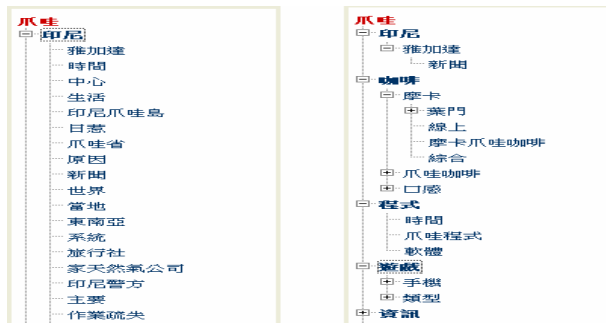 爪哇
印尼
雅加達
時間
中心
生活
印尼爪哇島
日惹
爪哇省
原因
新聞
世界
當地
東南亞
系統
旅行社
家天然氣公司
印尼警方
主要
作業疏失
爪哇
印尼
雅加達
新聞
咖啡
摩卡
葉門
線上
摩卡爪哇咖啡
綜合
爪哇咖啡
口感
程式
時間
爪哇程式
軟體
遊戲
手機
類型
資訊